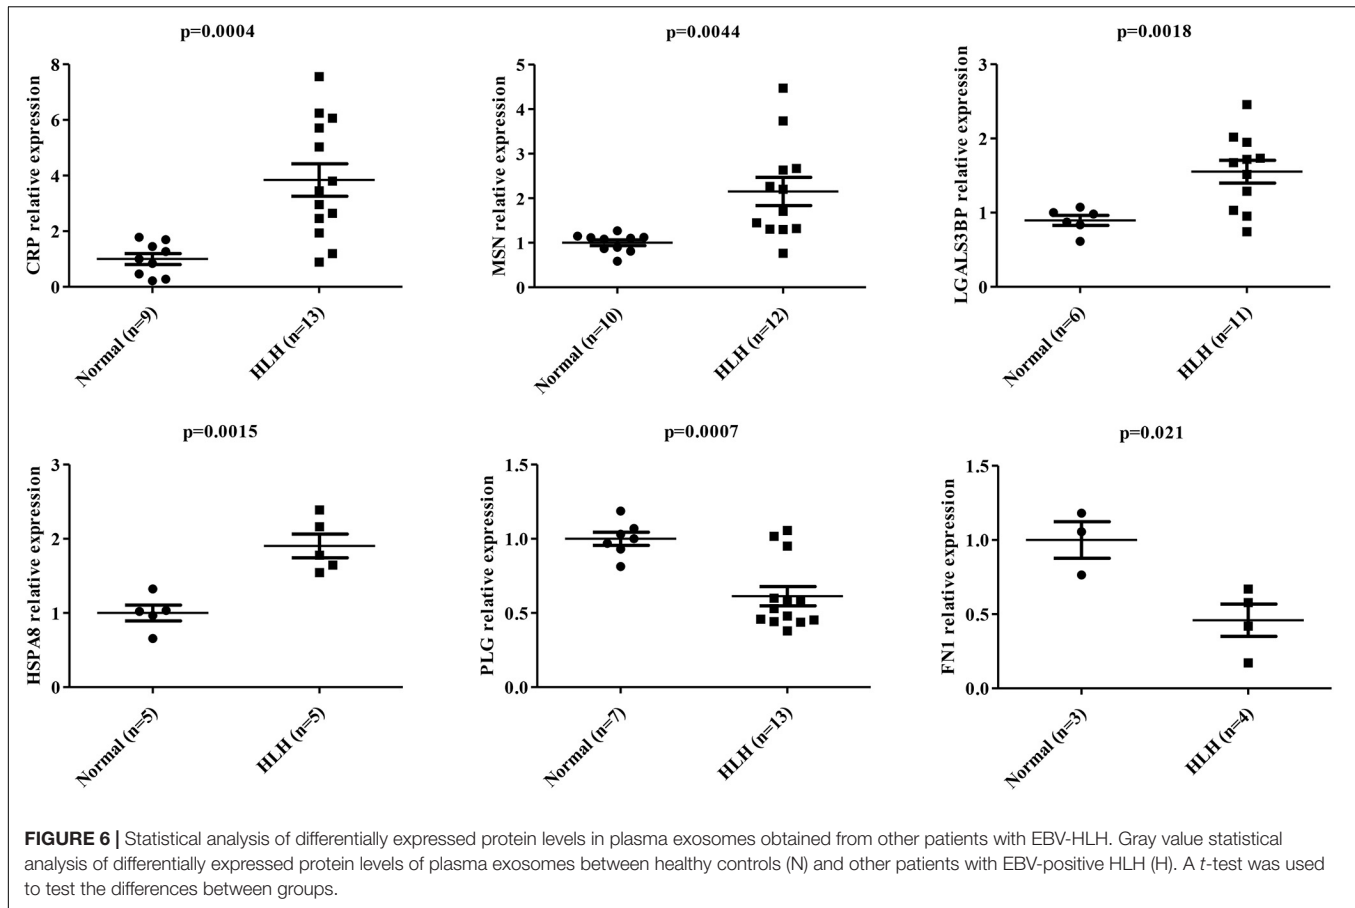 p=0.0004
CRP relative expression
8
6
4
2
0
Normal (n=9)
HLH (n=13)
p=0.0044
MSN relative expression
5
4
3
2
1
0
Normal (n=10)
HLH (n=12)
p=0.0018
LGALS3BP relative expression
3
2
1
0
Normal (n=6)
HLH (n=11)
p=0.0015
HSPA8 relative expression
3
2
1
0
Normal (n=5)
HLH (n=5)
p=0.0007
PLG relative expression
1.5
1.0
0.5
0.0
Normal (n=7)
HLH (n=13)
p=0.021
FN1 relative expression
1.5
1.0
0.5
0.0
Normal (n=3)
HLH (n=4)
FIGURE 6 | Statistical analysis of differentially expressed protein levels in plasma exosomes obtained from other patients with EBV-HLH. Gray value statistical
analysis of differentially expressed protein levels of plasma exosomes between healthy controls (N) and other patients with EBV-positive HLH (H). A t-test was used
to test the differences between groups.